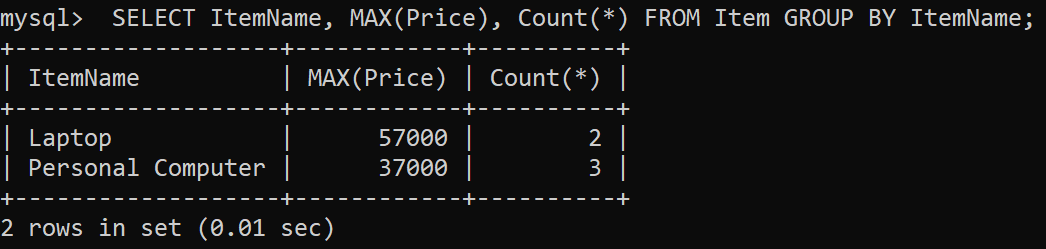 mysql>  SELECT ItemName, MAX(Price), Count(*) FROM Item GROUP BY ItemName;
+-------------------+------------+----------+
| ItemName          | MAX(Price) | Count(*) |
+-------------------+------------+----------+
| Laptop            |      57000 |        2 |
| Personal Computer |      37000 |        3 |
+-------------------+------------+----------+
2 rows in set (0.01 sec)